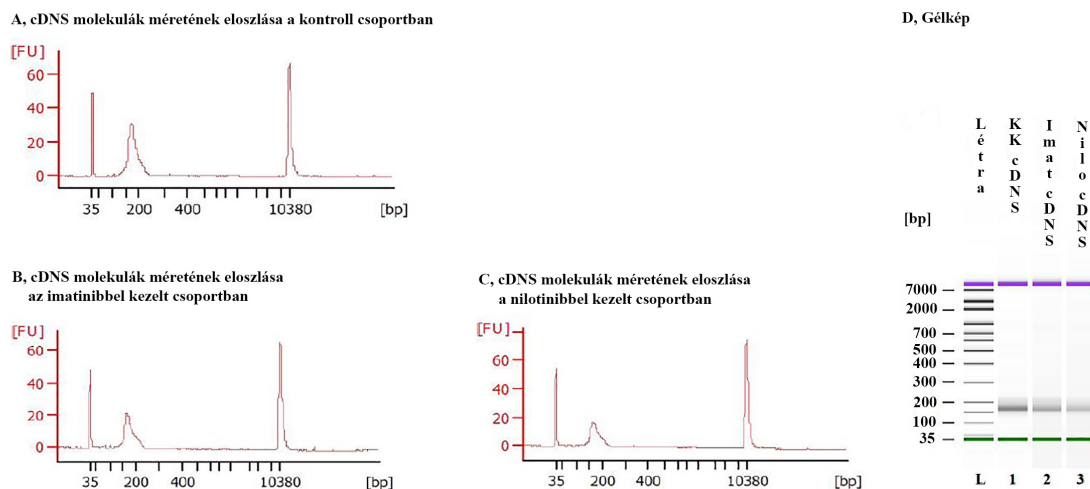 A, cDNS molekulák méretének eloszlása a kontroll csoportban
[FU]
60
40
20
0
35 200 400 10380 [bp]
B, cDNS molekulák méretének eloszlása
az imatinibbel kezelt csoportban
[FU]
60
40
20
0
35 200 400 10380 [bp]
C, cDNS molekulák méretének eloszlása
a nilotinibbel kezelt csoportban
[FU]
80
60
40
20
0
35 200 400 10380 [bp]
D, Gélkép
Létra
KK cDNS
Imat cDNS
Nilo cDNS
[bp]
7000
2000
700
500
400
300
200
100
35
L 1 2 3